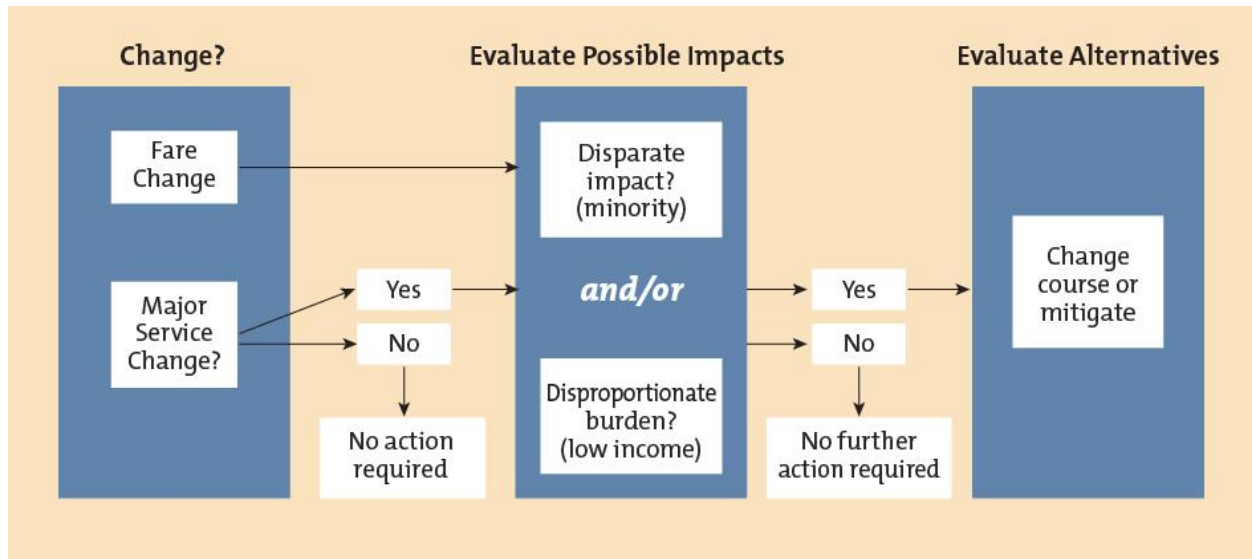 Change?
Fare
Change
Major
Service
Change?
Yes
No
No action
required
Evaluate Possible Impacts
Disparate
impact?
(minority)
and/or
Disproportionate
burden?
(low income)
Yes
No
No further
action required
Evaluate Alternatives
Change
course or
mitigate